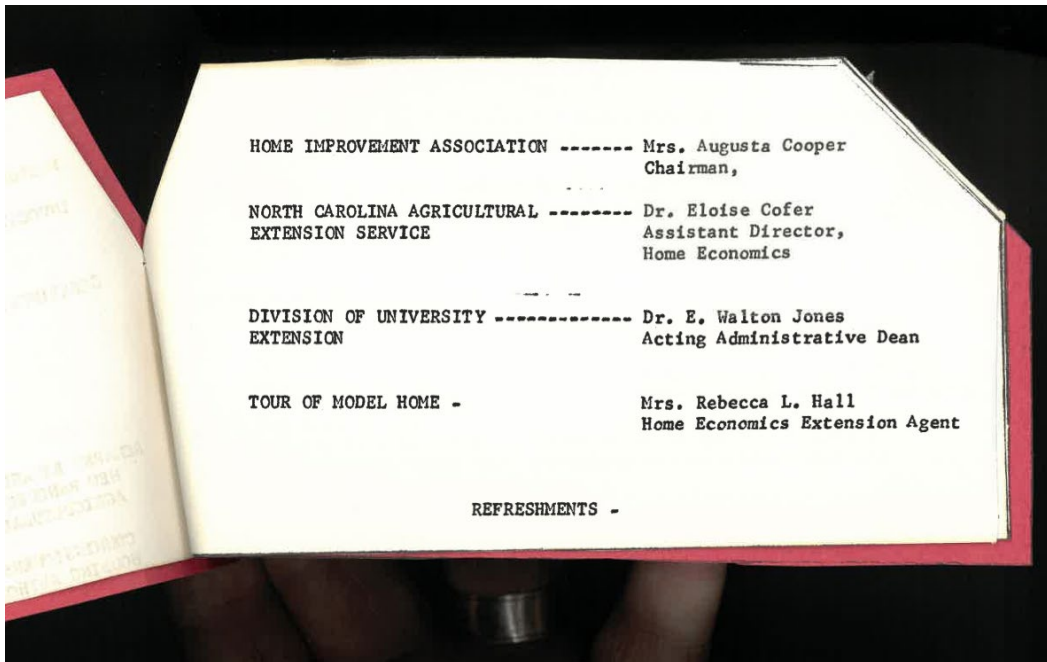 HOME IMPROVEMENT ASSOCIATION ------- Mrs. Augusta Cooper
Chairman,
NORTH CAROLINA AGRICULTURAL -------- Dr. Eloise Cofer
EXTENSION SERVICE Assistant Director,
Home Economics
DIVISION OF UNIVERSITY ------------- Dr. E. Walton Jones
EXTENSION Acting Administrative Dean
TOUR OF MODEL HOME - Mrs. Rebecca L. Hall
Home Economics Extension Agent
REFRESHMENTS -